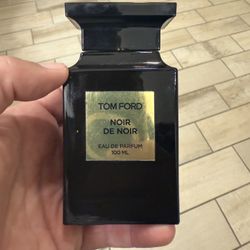 TOM FORD
NOIR
DE NOIR
EAU DE PARFUM
100 ML